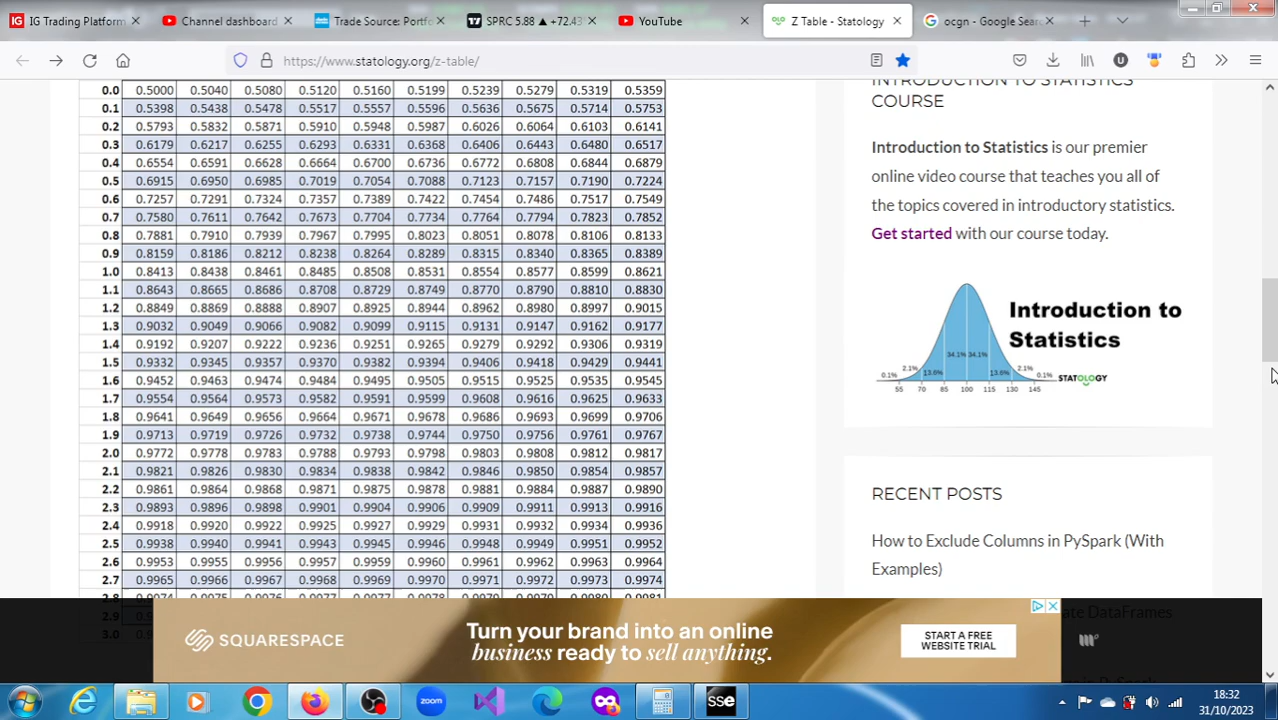 IG Trading Platform
Channel dashboard
Trade Source: Portfo
SPRC 5.88 ▲ +72.43
YouTube
Z Table - Statology
ocgn - Google Sear
https://www.statology.org/z-table/
0.0 0.5000 0.5040 0.5080 0.5120 0.5160 0.5199 0.5239 0.5279 0.5319 0.5359
0.1 0.5398 0.5438 0.5478 0.5517 0.5557 0.5596 0.5636 0.5675 0.5714 0.5753
0.2 0.5793 0.5832 0.5871 0.5910 0.5948 0.5987 0.6026 0.6064 0.6103 0.6141
0.3 0.6179 0.6217 0.6255 0.6293 0.6331 0.6368 0.6406 0.6443 0.6480 0.6517
0.4 0.6554 0.6591 0.6628 0.6664 0.6700 0.6736 0.6772 0.6808 0.6844 0.6879
0.5 0.6915 0.6950 0.6985 0.7019 0.7054 0.7088 0.7123 0.7157 0.7190 0.7224
0.6 0.7257 0.7291 0.7324 0.7357 0.7389 0.7422 0.7454 0.7486 0.7517 0.7549
0.7 0.7580 0.7611 0.7642 0.7673 0.7704 0.7734 0.7764 0.7794 0.7823 0.7852
0.8 0.7881 0.7910 0.7939 0.7967 0.7995 0.8023 0.8051 0.8078 0.8106 0.8133
0.9 0.8159 0.8186 0.8212 0.8238 0.8264 0.8289 0.8315 0.8340 0.8365 0.8389
1.0 0.8413 0.8438 0.8461 0.8485 0.8508 0.8531 0.8554 0.8577 0.8599 0.8621
1.1 0.8643 0.8665 0.8686 0.8708 0.8729 0.8749 0.8770 0.8790 0.8810 0.8830
1.2 0.8849 0.8869 0.8888 0.8907 0.8925 0.8944 0.8962 0.8980 0.8997 0.9015
1.3 0.9032 0.9049 0.9066 0.9082 0.9099 0.9115 0.9131 0.9147 0.9162 0.9177
1.4 0.9192 0.9207 0.9222 0.9236 0.9251 0.9265 0.9279 0.9292 0.9306 0.9319
1.5 0.9332 0.9345 0.9357 0.9370 0.9382 0.9394 0.9406 0.9418 0.9429 0.9441
1.6 0.9452 0.9463 0.9474 0.9484 0.9495 0.9505 0.9515 0.9525 0.9535 0.9545
1.7 0.9554 0.9564 0.9573 0.9582 0.9591 0.9599 0.9608 0.9616 0.9625 0.9633
1.8 0.9641 0.9649 0.9656 0.9664 0.9671 0.9678 0.9686 0.9693 0.9699 0.9706
1.9 0.9713 0.9719 0.9726 0.9732 0.9738 0.9744 0.9750 0.9756 0.9761 0.9767
2.0 0.9772 0.9778 0.9783 0.9788 0.9793 0.9798 0.9803 0.9808 0.9812 0.9817
2.1 0.9821 0.9826 0.9830 0.9834 0.9838 0.9842 0.9846 0.9850 0.9854 0.9857
2.2 0.9861 0.9864 0.9868 0.9871 0.9875 0.9878 0.9881 0.9884 0.9887 0.9890
2.3 0.9893 0.9896 0.9898 0.9901 0.9904 0.9906 0.9909 0.9911 0.9913 0.9916
2.4 0.9918 0.9920 0.9922 0.9925 0.9927 0.9929 0.9931 0.9932 0.9934 0.9936
2.5 0.9938 0.9940 0.9941 0.9943 0.9945 0.9946 0.9948 0.9949 0.9951 0.9952
2.6 0.9953 0.9955 0.9956 0.9957 0.9959 0.9960 0.9961 0.9962 0.9963 0.9964
2.7 0.9965 0.9966 0.9967 0.9968 0.9969 0.9970 0.9971 0.9972 0.9973 0.9974
2.9
3.0
INTRODUCTION TO STATISTICS
COURSE
Introduction to Statistics is our premier
online video course that teaches you all of
the topics covered in introductory statistics.
Get started with our course today.
Introduction to
Statistics
34.1% 34.1%
0.1% 2.1% 13.6% 13.6% 2.1% 0.1%
55 70 85 100 115 130 145
STATOLOGY
RECENT POSTS
How to Exclude Columns in PySpark (With
Examples)
DataFrames
SQUARESPACE
Turn your brand into an online
business ready to sell anything.
START A FREE
WEBSITE TRIAL
zoom
sse
18:32
31/10/2023